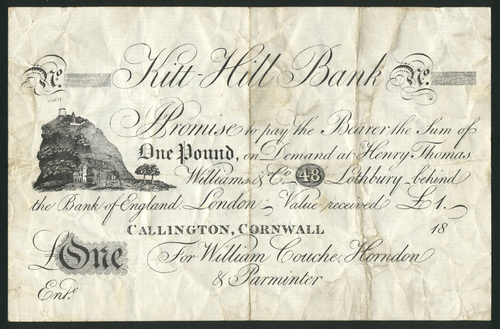 No. Kitt-Hill Bank No.
I Promise to pay the Bearer the Sum of
One Pound, on Demand at Henry Thomas
Williams & Co. 48 Lothbury behind
the Bank of England London. Value received £1.
CALLINGTON, CORNWALL 18
£One For William Couche, Horndon
& Parminter
Entd.